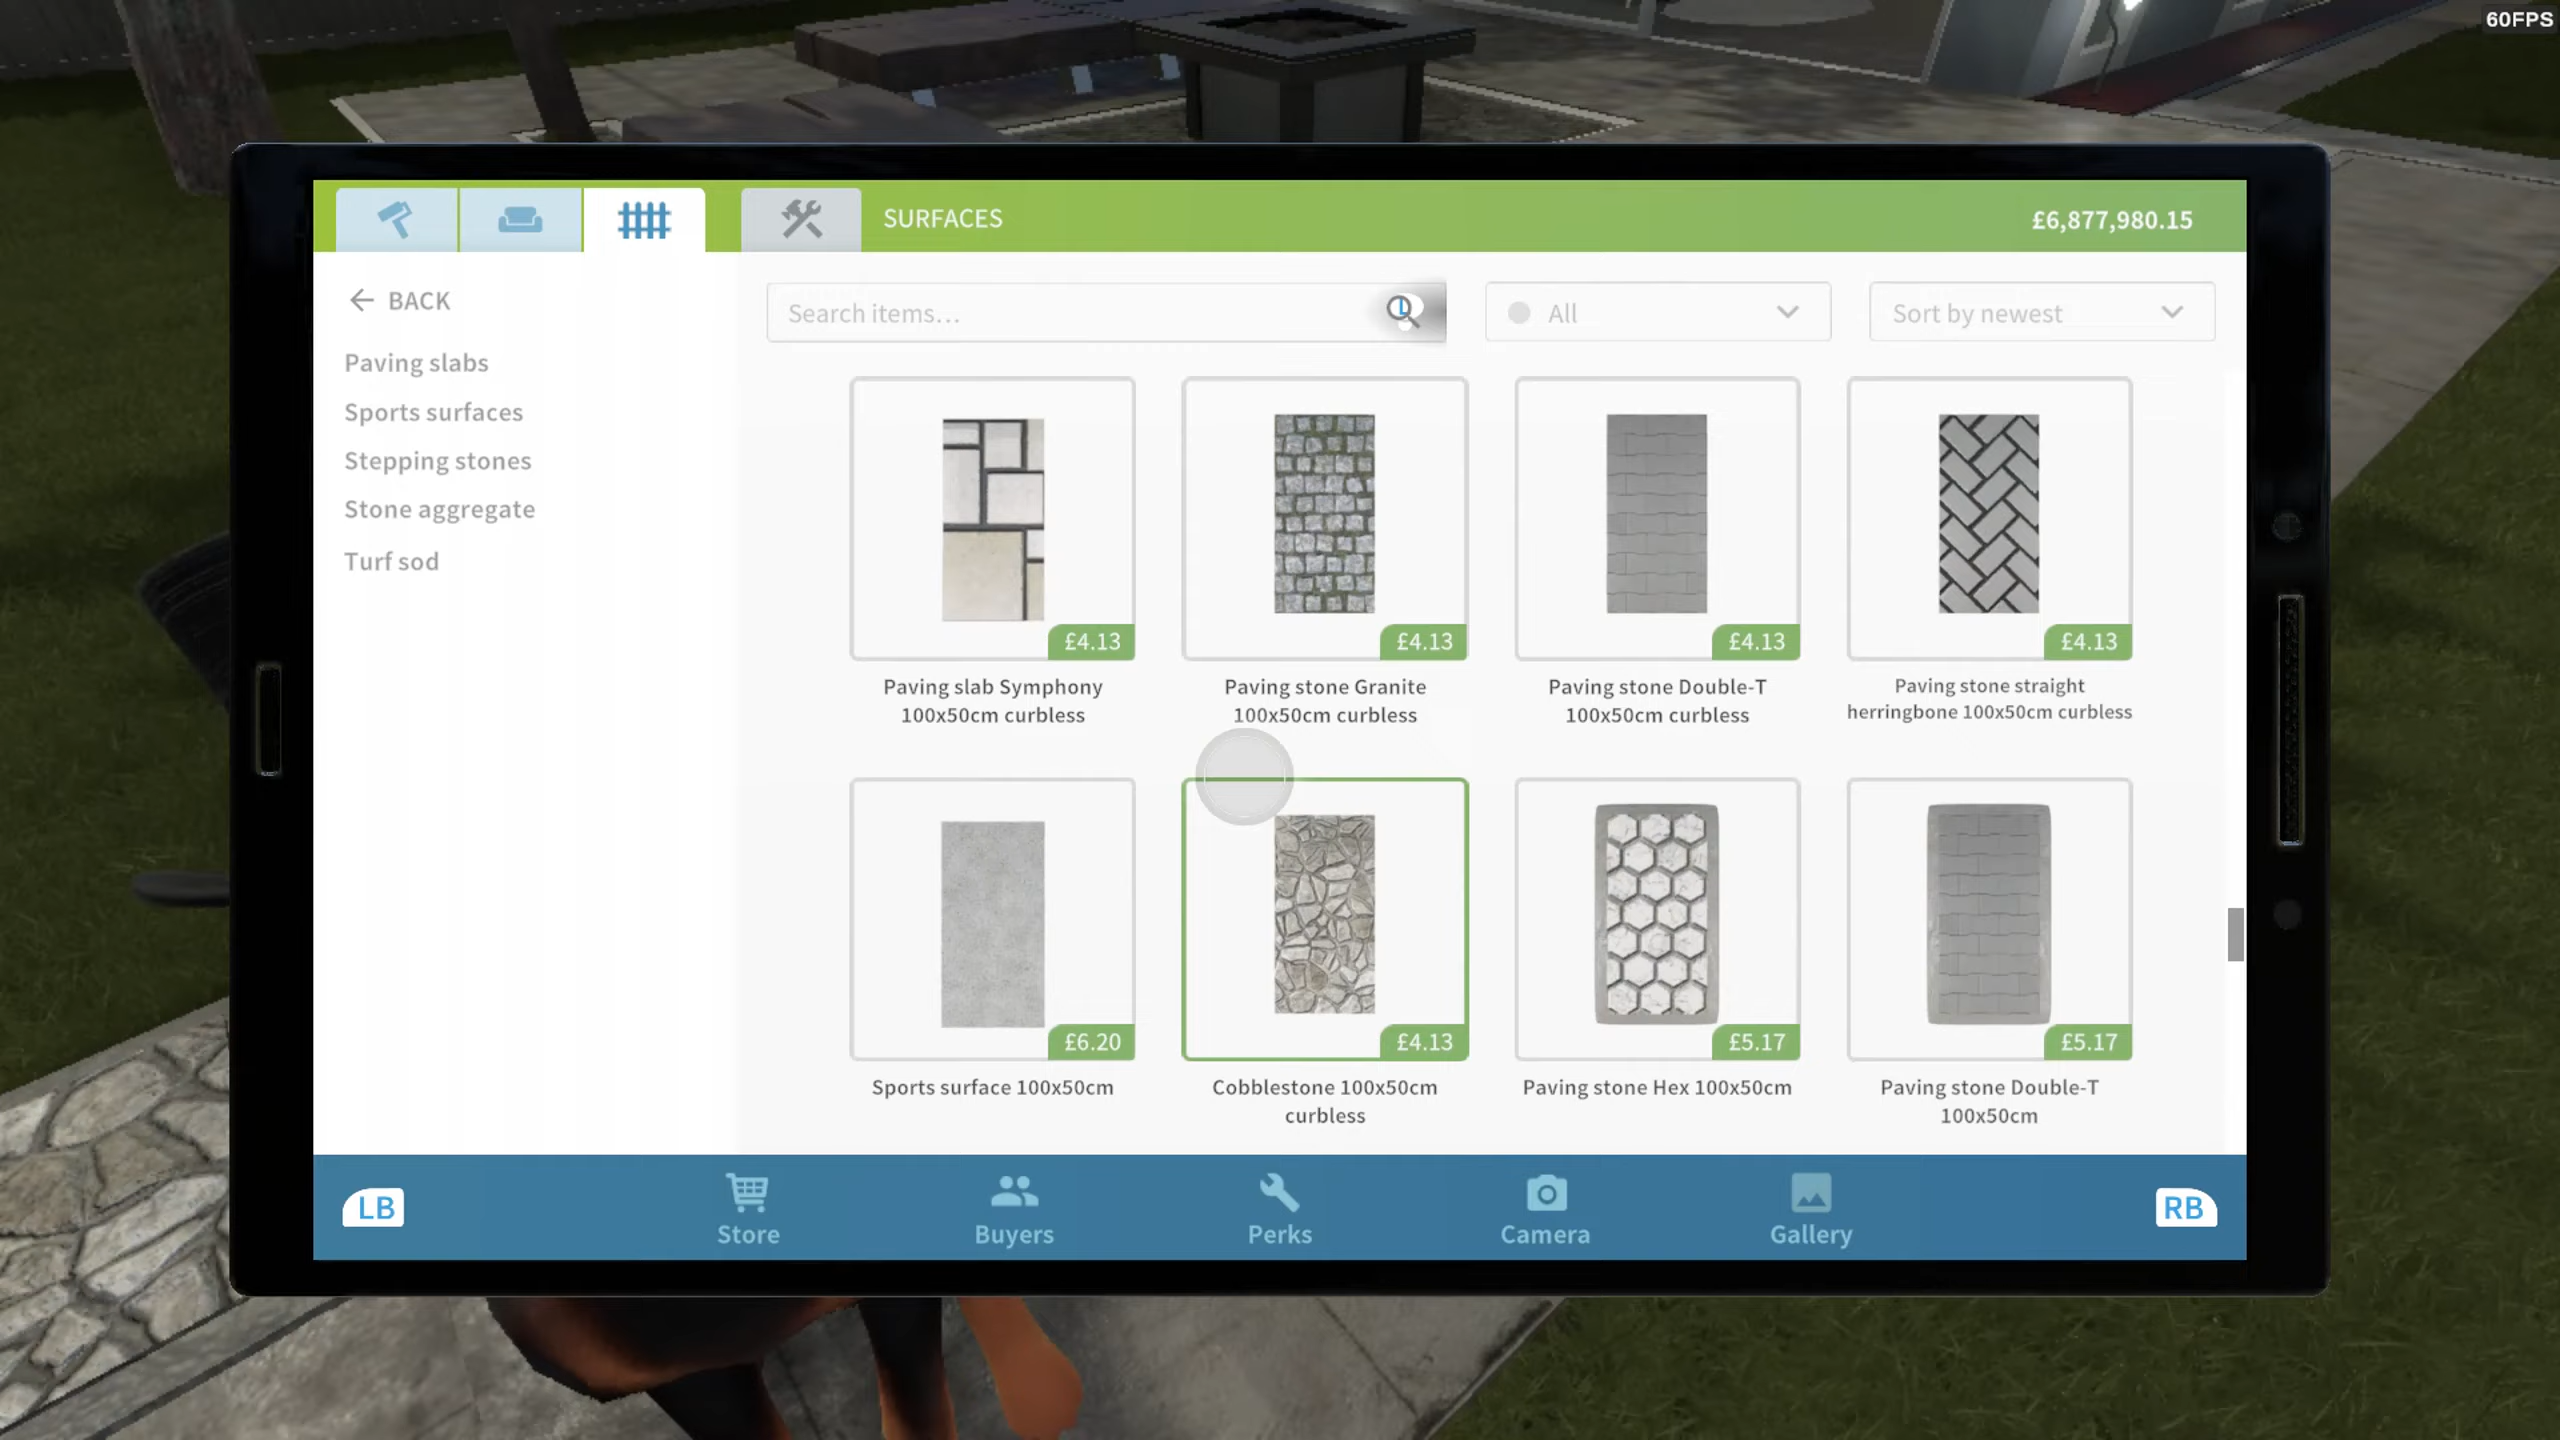 60FPS
SURFACES
£6,877,980.15
BACK
Search items...
All
Sort by newest
Paving slabs
Sports surfaces
Stepping stones
Stone aggregate
Turf sod
£4.13
£4.13
£4.13
£4.13
Paving slab Symphony
100x50cm curbless
Paving stone Granite
100x50cm curbless
Paving stone Double-T
100x50cm curbless
Paving stone straight
herringbone 100x50cm curbless
£6.20
£4.13
£5.17
£5.17
Sports surface 100x50cm
Cobblestone 100x50cm
curbless
Paving stone Hex 100x50cm
Paving stone Double-T
100x50cm
LB
Store
Buyers
Perks
Camera
Gallery
RB